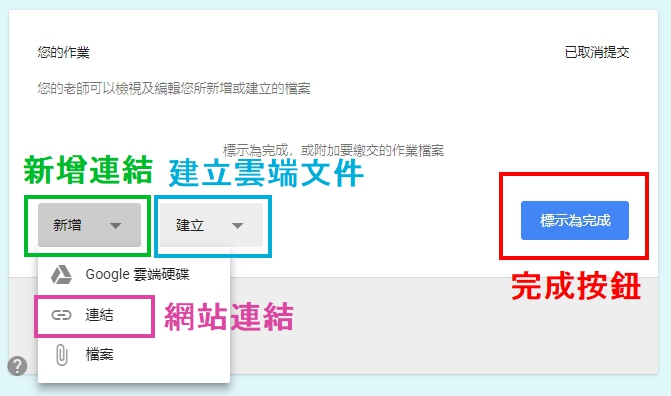 您的作業
已取消提交
您的老師可以檢視及編輯您所新增或建立的檔案
標示為完成，或附加要繳交的作業檔案
新增連結
建立雲端文件
新增
建立
標示為完成
完成按鈕
Google 雲端硬碟
連結
網站連結
檔案
?